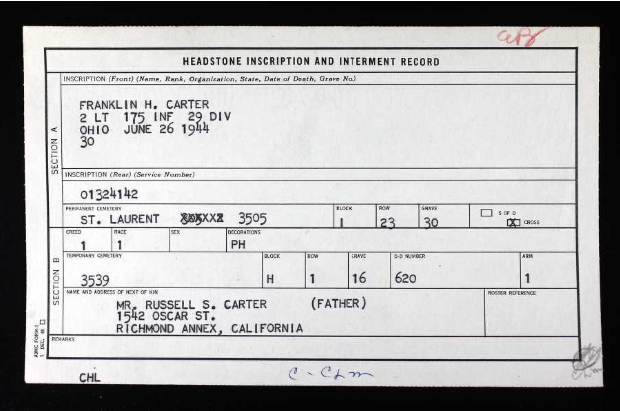 HEADSTONE INSCRIPTION AND INTERMENT RECORD
SECTION A
INSCRIPTION (Front) (Name, Rank, Organization, State, Date of Death, Grave No.)
FRANKLIN H. CARTER
2 LT 175 INF 29 DIV
OHIO JUNE 26 1944
30
INSCRIPTION (Rear) (Service Number)
01324142
PERMANENT CEMETERY BLOCK ROW GRAVE
ST. LAURENT 3505 I 23 30
S OF D
X CROSS
SECTION B
CREED RACE SEX DECORATIONS
1 1 PH
TEMPORARY CEMETERY BLOCK ROW GRAVE D-D NUMBER ARM
3539 H 1 16 620 1
NAME AND ADDRESS OF NEXT OF KIN ROSTER REFERENCE
MR. RUSSELL S. CARTER (FATHER)
1542 OSCAR ST.
RICHMOND ANNEX, CALIFORNIA
REMARKS
CHL